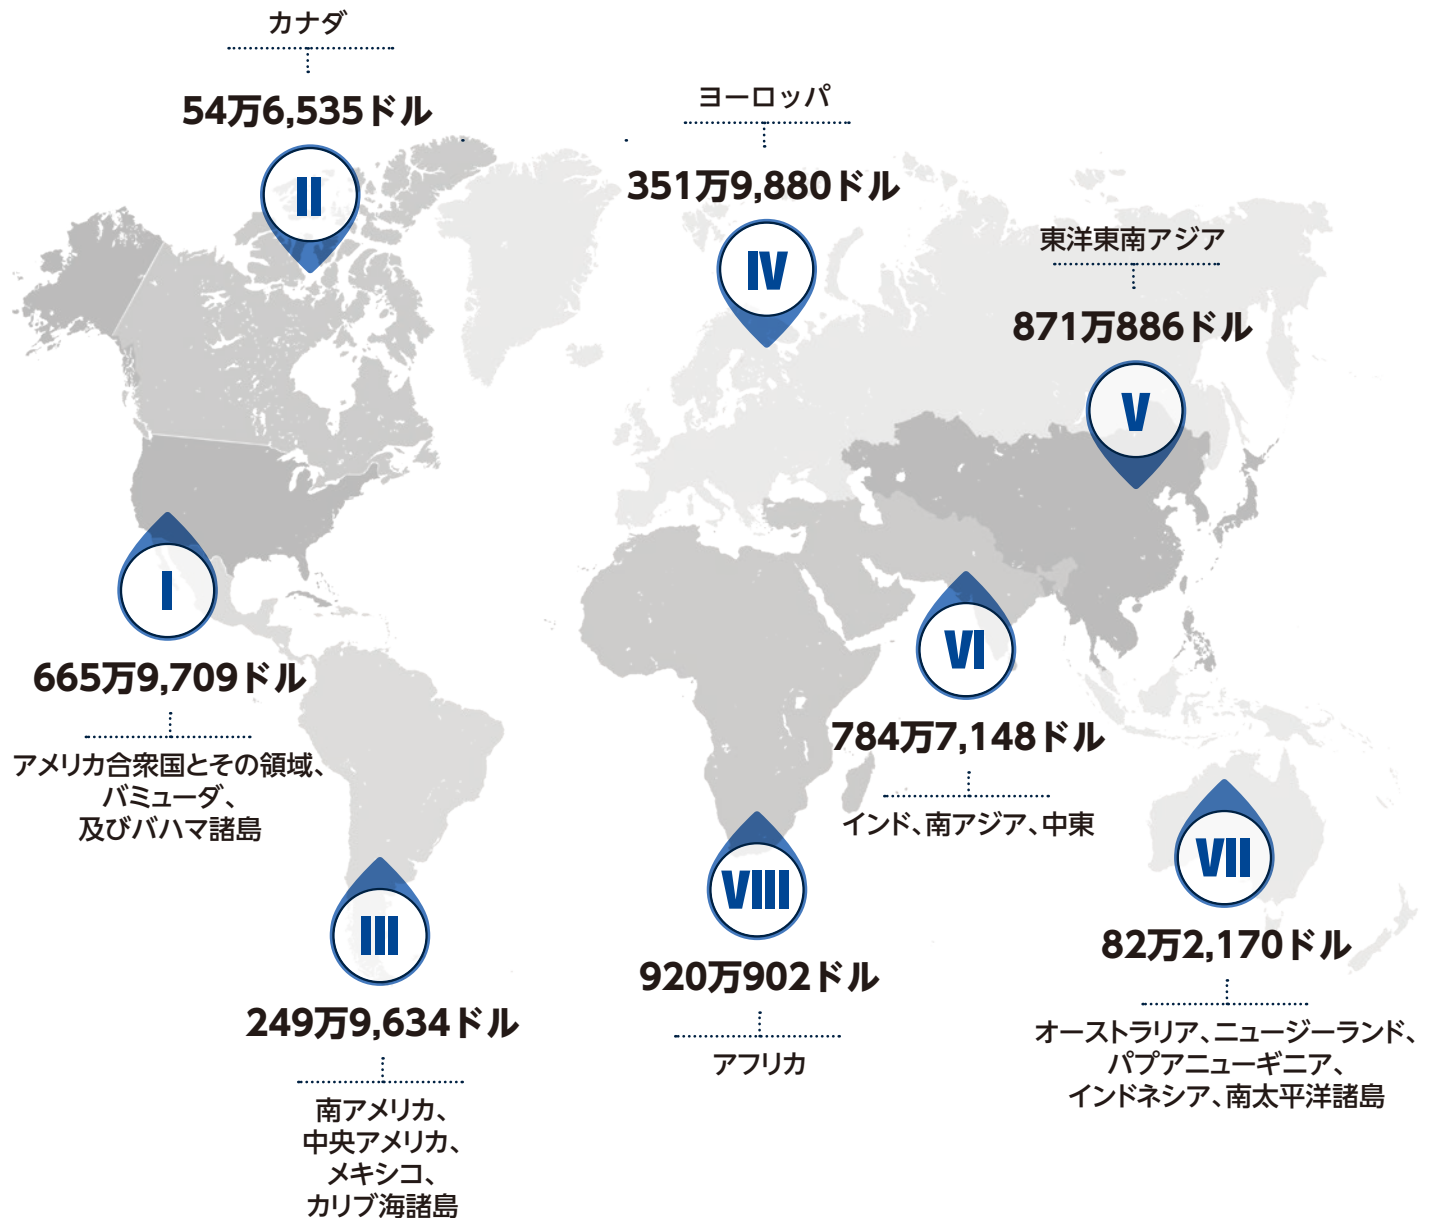 カナダ
54万6,535ドル
II
ヨーロッパ
351万9,880ドル
IV
東洋東南アジア
871万886ドル
V
I
665万9,709ドル
アメリカ合衆国とその領域、
バミューダ、
及びバハマ諸島
VI
784万7,148ドル
インド、南アジア、中東
VII
82万2,170ドル
オーストラリア、ニュージーランド、
パプアニューギニア、
インドネシア、南太平洋諸島
VIII
920万902ドル
アフリカ
III
249万9,634ドル
南アメリカ、
中央アメリカ、
メキシコ、
カリブ海諸島